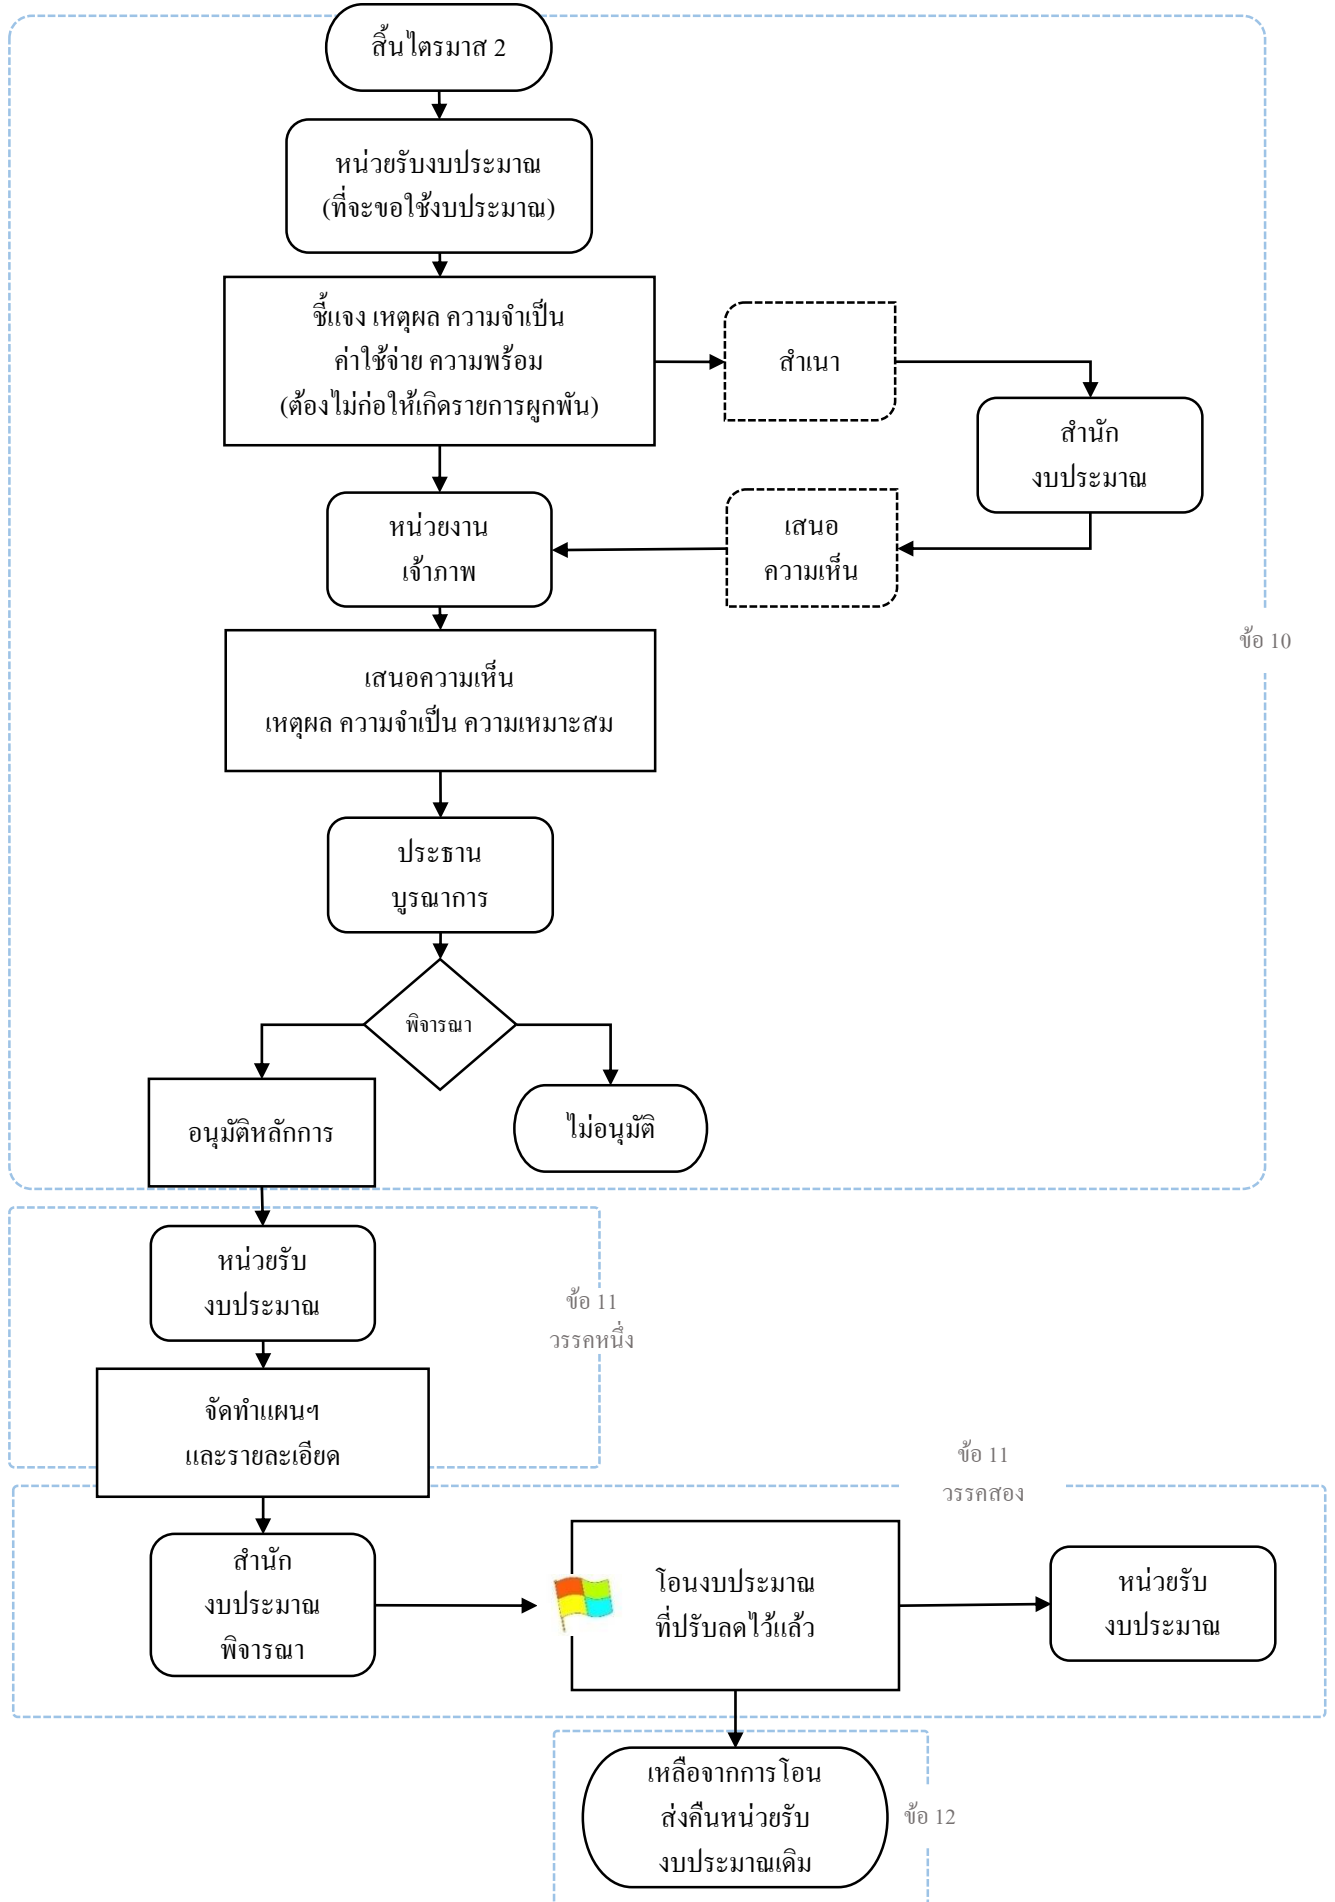 สิ้นไตรมาส 2
หน่วยรับงบประมาณ
(ที่จะขอใช้งบประมาณ)
ชี้แจง เหตุผล ความจำเป็น
ค่าใช้จ่าย ความพร้อม
(ต้องไม่ก่อให้เกิดรายการผูกพัน)
สำเนา
สำนัก
งบประมาณ
หน่วยงาน
เจ้าภาพ
เสนอ
ความเห็น
ข้อ 10
เสนอความเห็น
เหตุผล ความจำเป็น ความเหมาะสม
ประธาน
บูรณาการ
พิจารณา
อนุมัติหลักการ
ไม่อนุมัติ
หน่วยรับ
งบประมาณ
ข้อ 11
วรรคหนึ่ง
จัดทำแผนฯ
และรายละเอียด
ข้อ 11
วรรคสอง
สำนัก
งบประมาณ
พิจารณา
โอนงบประมาณ
ที่ปรับลดไว้แล้ว
หน่วยรับ
งบประมาณ
เหลือจากการโอน
ส่งคืนหน่วยรับ
งบประมาณเดิม
ข้อ 12